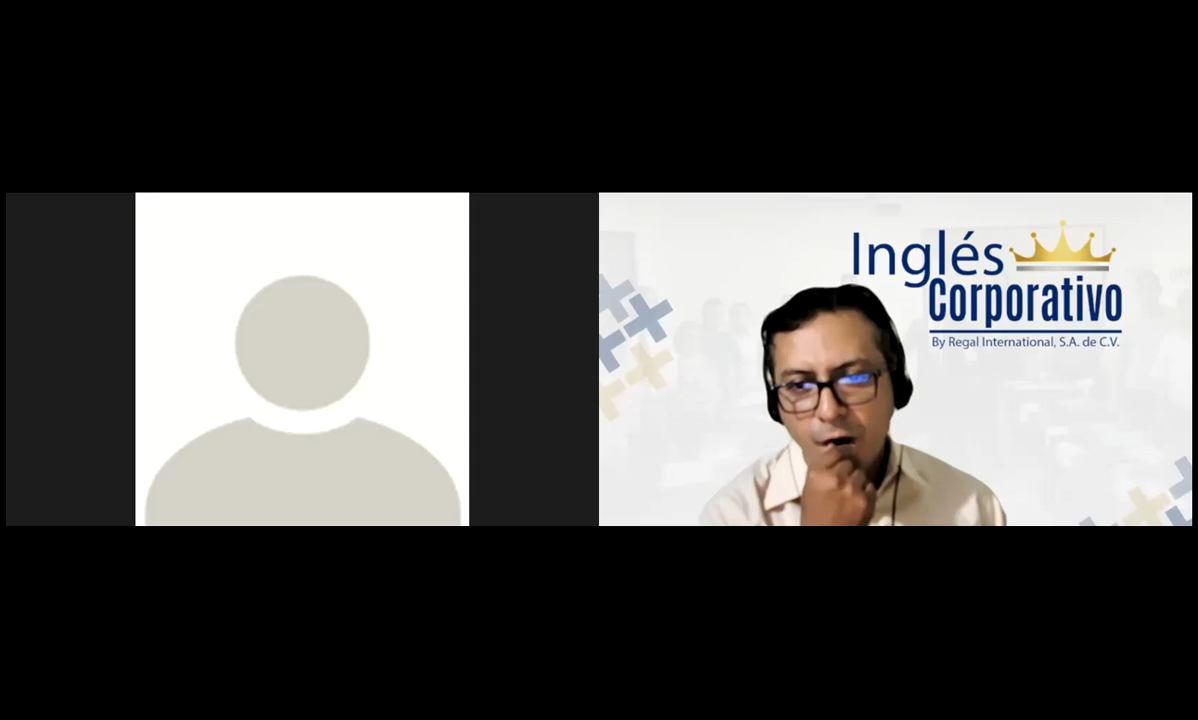 Inglés
Corporativo
By Regal International, S.A. de C.V.